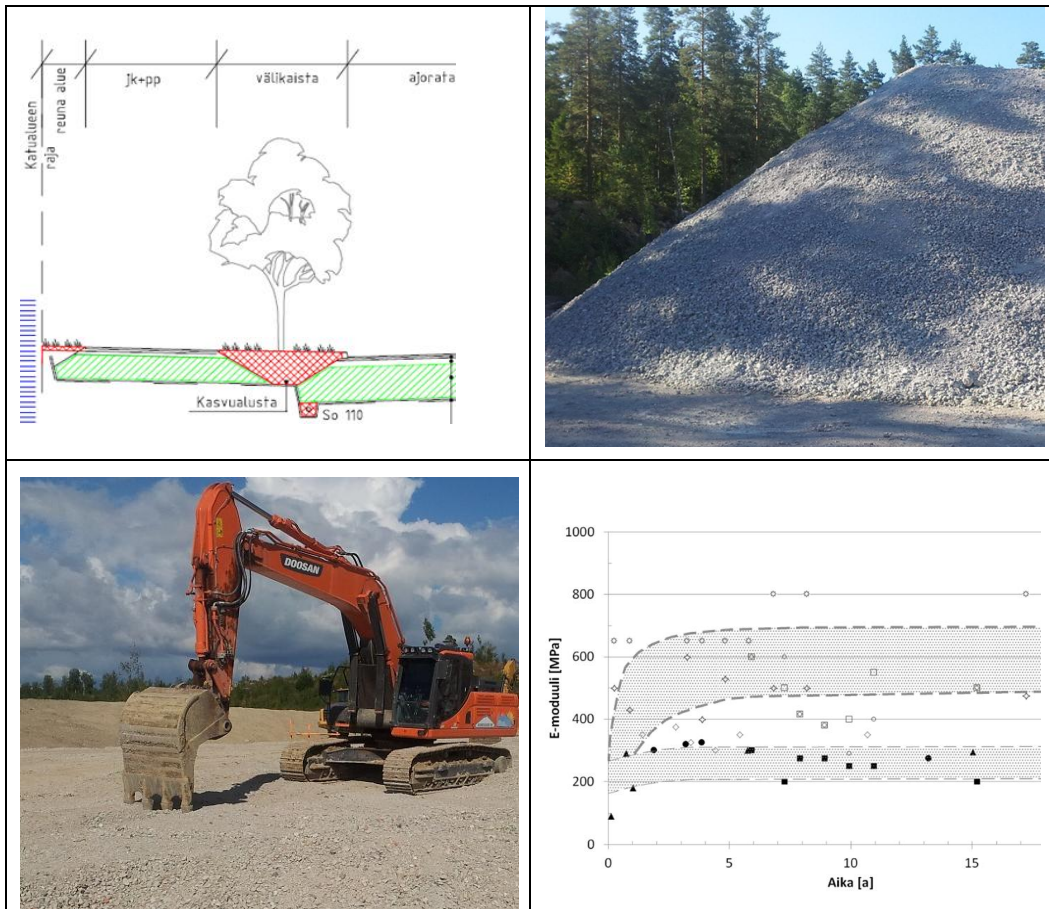 Katualueen
raja
reuna alue
jk+pp
välikaista
ajorata
Kasvualusta
So 110
DOOSAN
1000
800
600
400
200
0
E-moduuli [MPa]
0
5
10
15
Aika [a]